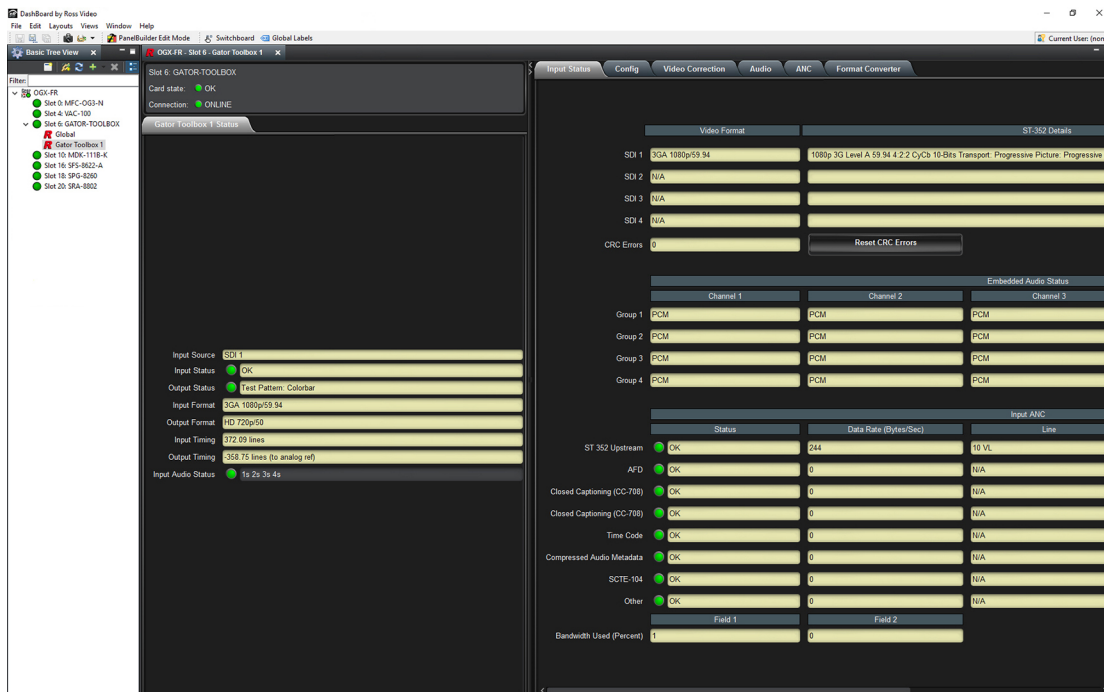 DashBoard by Ross Video
File Edit Layouts Views Window Help
PanelBuilder Edit Mode Switchboard Global Labels
Current User: (non
Basic Tree View
Filter:
OGX-FR
Slot 0: MFC-OG3-N
Slot 4: VAC-100
Slot 6: GATOR-TOOLBOX
Global
Gator Toolbox 1
Slot 10: MDK-111B-K
Slot 16: SFS-8622-A
Slot 18: SPG-8260
Slot 20: SRA-8802
OGX-FR - Slot 6 - Gator Toolbox 1
Slot 6: GATOR-TOOLBOX
Card state: OK
Connection: ONLINE
Gator Toolbox 1 Status
Input Source SDI 1
Input Status OK
Output Status Test Pattern: Colorbar
Input Format 3GA 1080p/59.94
Output Format HD 720p/50
Input Timing 372.09 lines
Output Timing -358.75 lines (to analog ref)
Input Audio Status 1s 2s 3s 4s
Input Status Config Video Correction Audio ANC Format Converter
Video Format ST-352 Details
SDI 1 3GA 1080p/59.94 1080p 3G Level A 59.94 4:2:2 CyCb 10-Bits Transport: Progressive Picture: Progressive
SDI 2 N/A
SDI 3 N/A
SDI 4 N/A
CRC Errors 0 Reset CRC Errors
Embedded Audio Status
Channel 1 Channel 2 Channel 3
Group 1 PCM PCM PCM
Group 2 PCM PCM PCM
Group 3 PCM PCM PCM
Group 4 PCM PCM PCM
Input ANC
Status Data Rate (Bytes/Sec) Line
ST 352 Upstream OK 244 10 VL
AFD OK 0 N/A
Closed Captioning (CC-708) OK 0 N/A
Closed Captioning (CC-708) OK 0 N/A
Time Code OK 0 N/A
Compressed Audio Metadata OK 0 N/A
SCTE-104 OK 0 N/A
Other OK 0 N/A
Field 1 Field 2
Bandwidth Used (Percent) 1 0